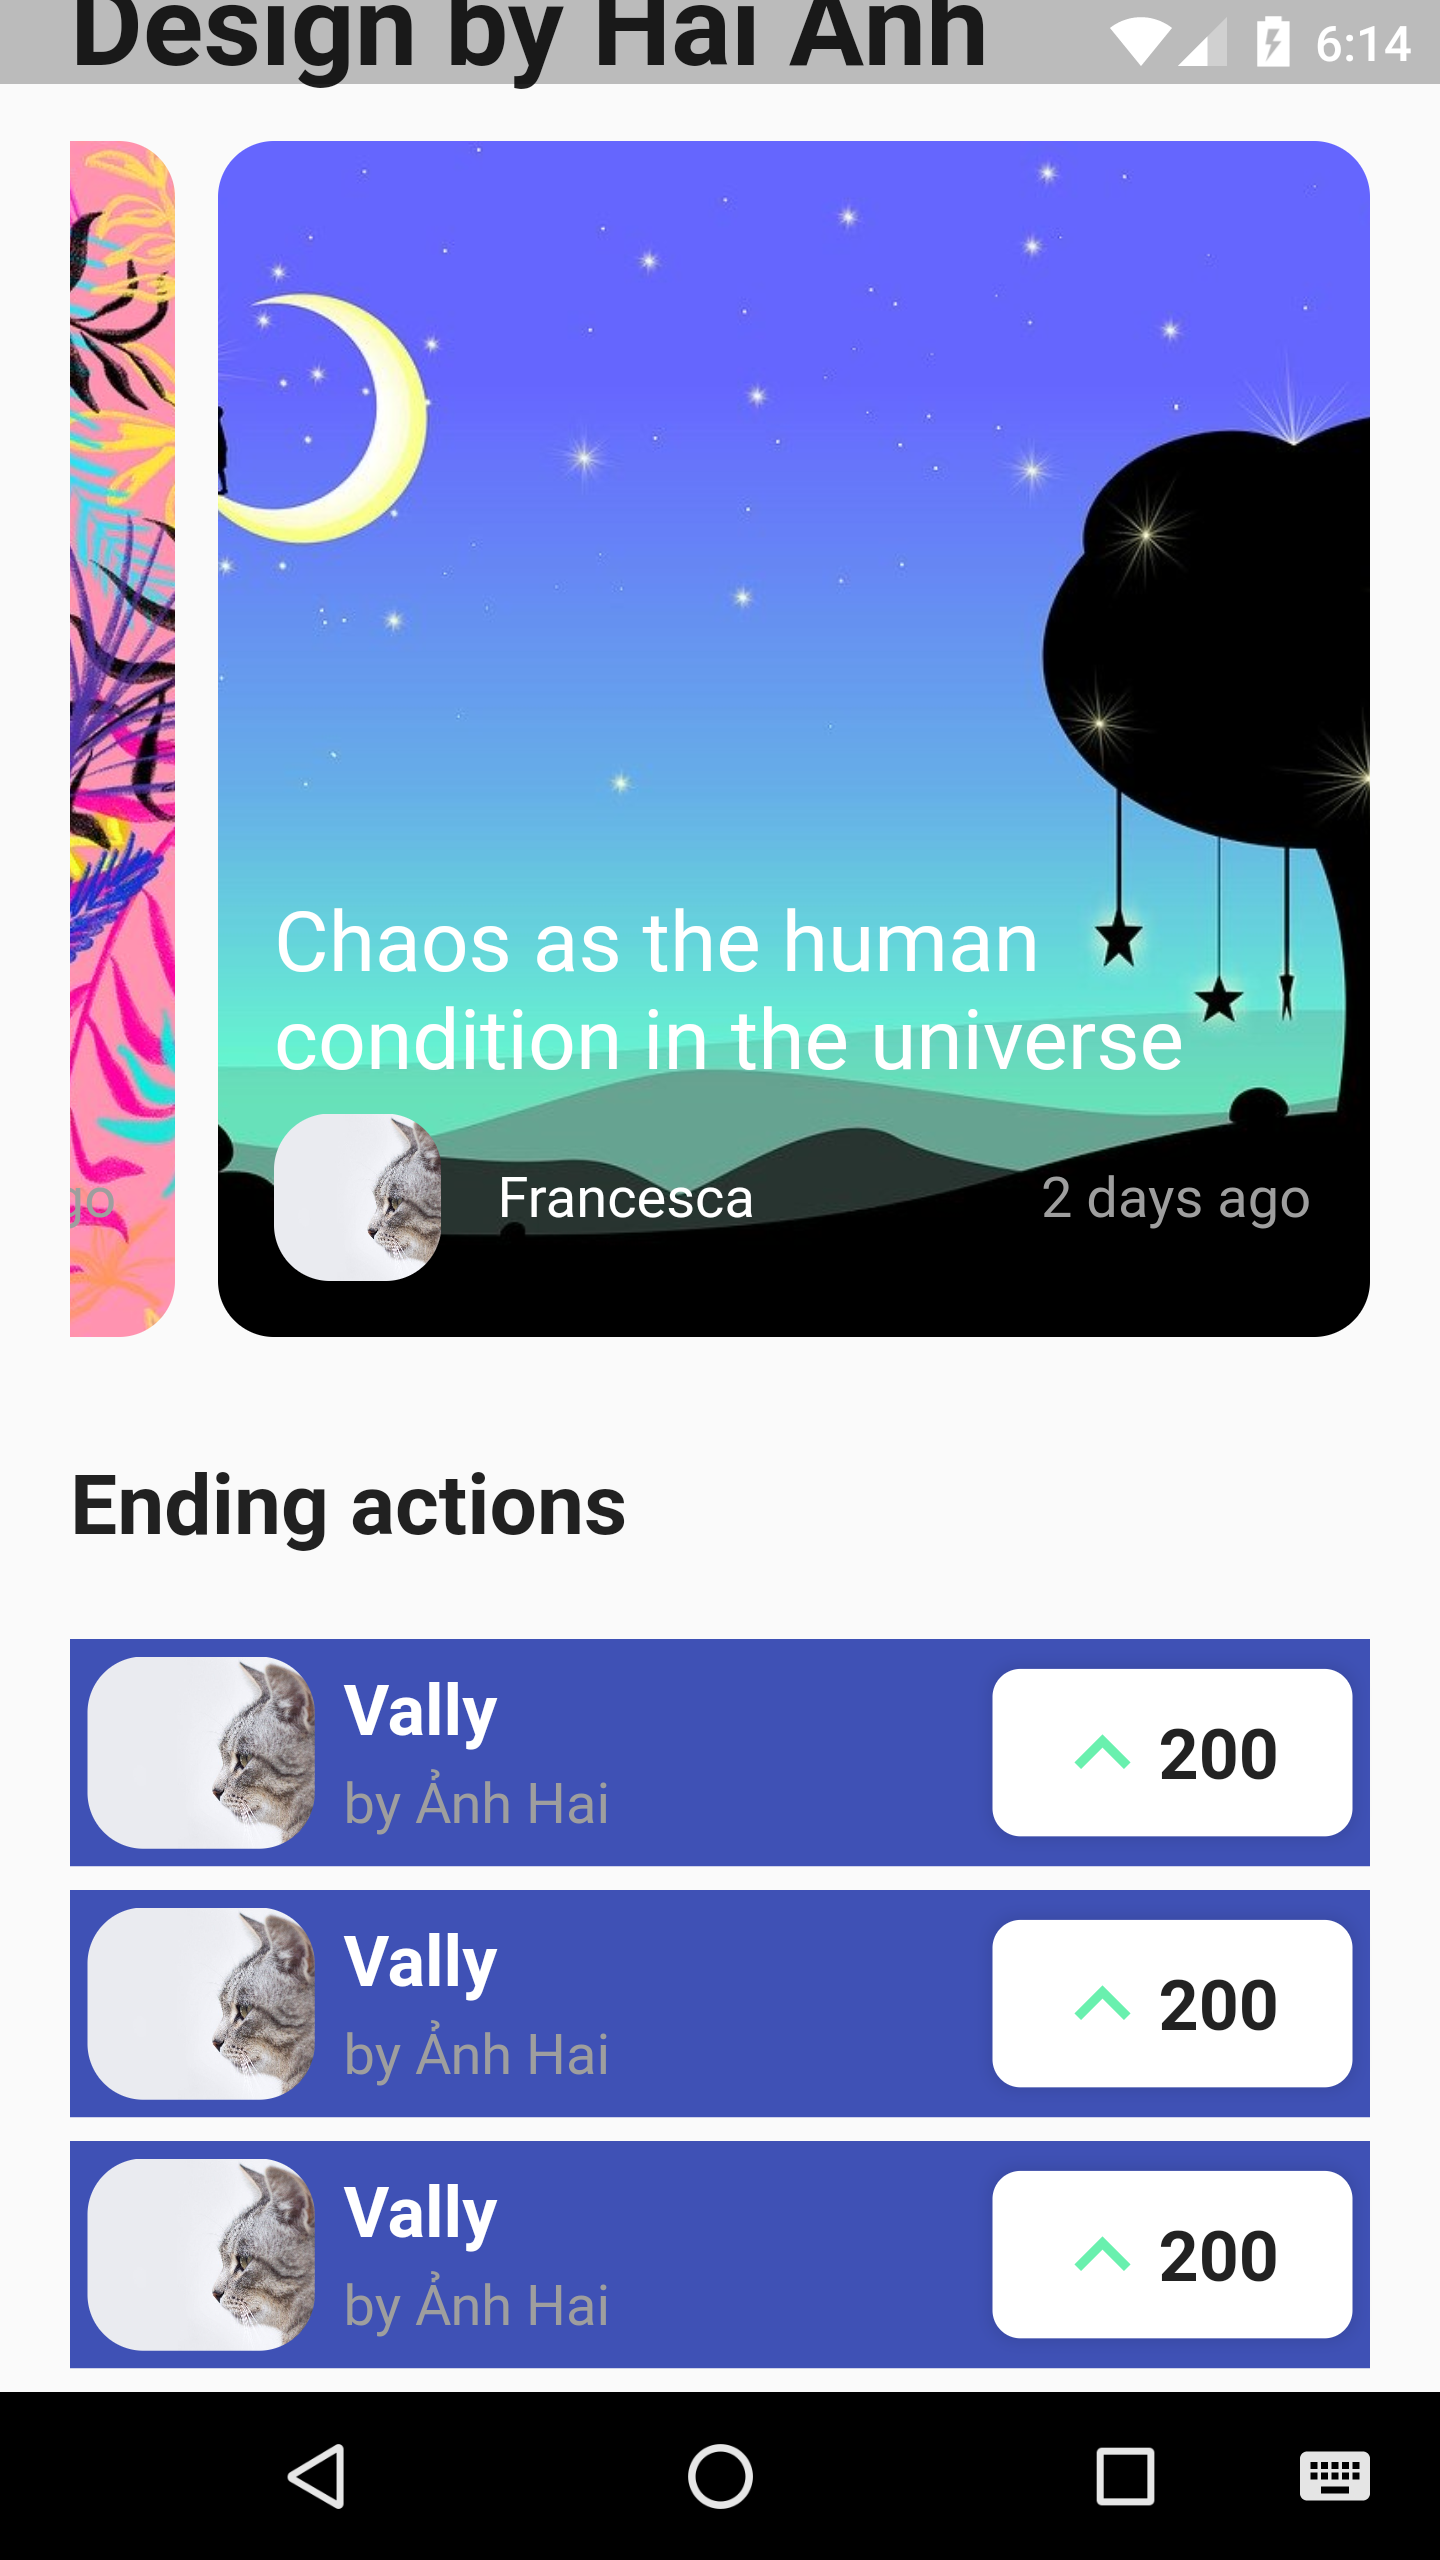 Design by Hai Anh
6:14
Chaos as the human
condition in the universe
go
Francesca
2 days ago
Ending actions
Vally
by Ảnh Hai
200
Vally
by Ảnh Hai
200
Vally
by Ảnh Hai
200